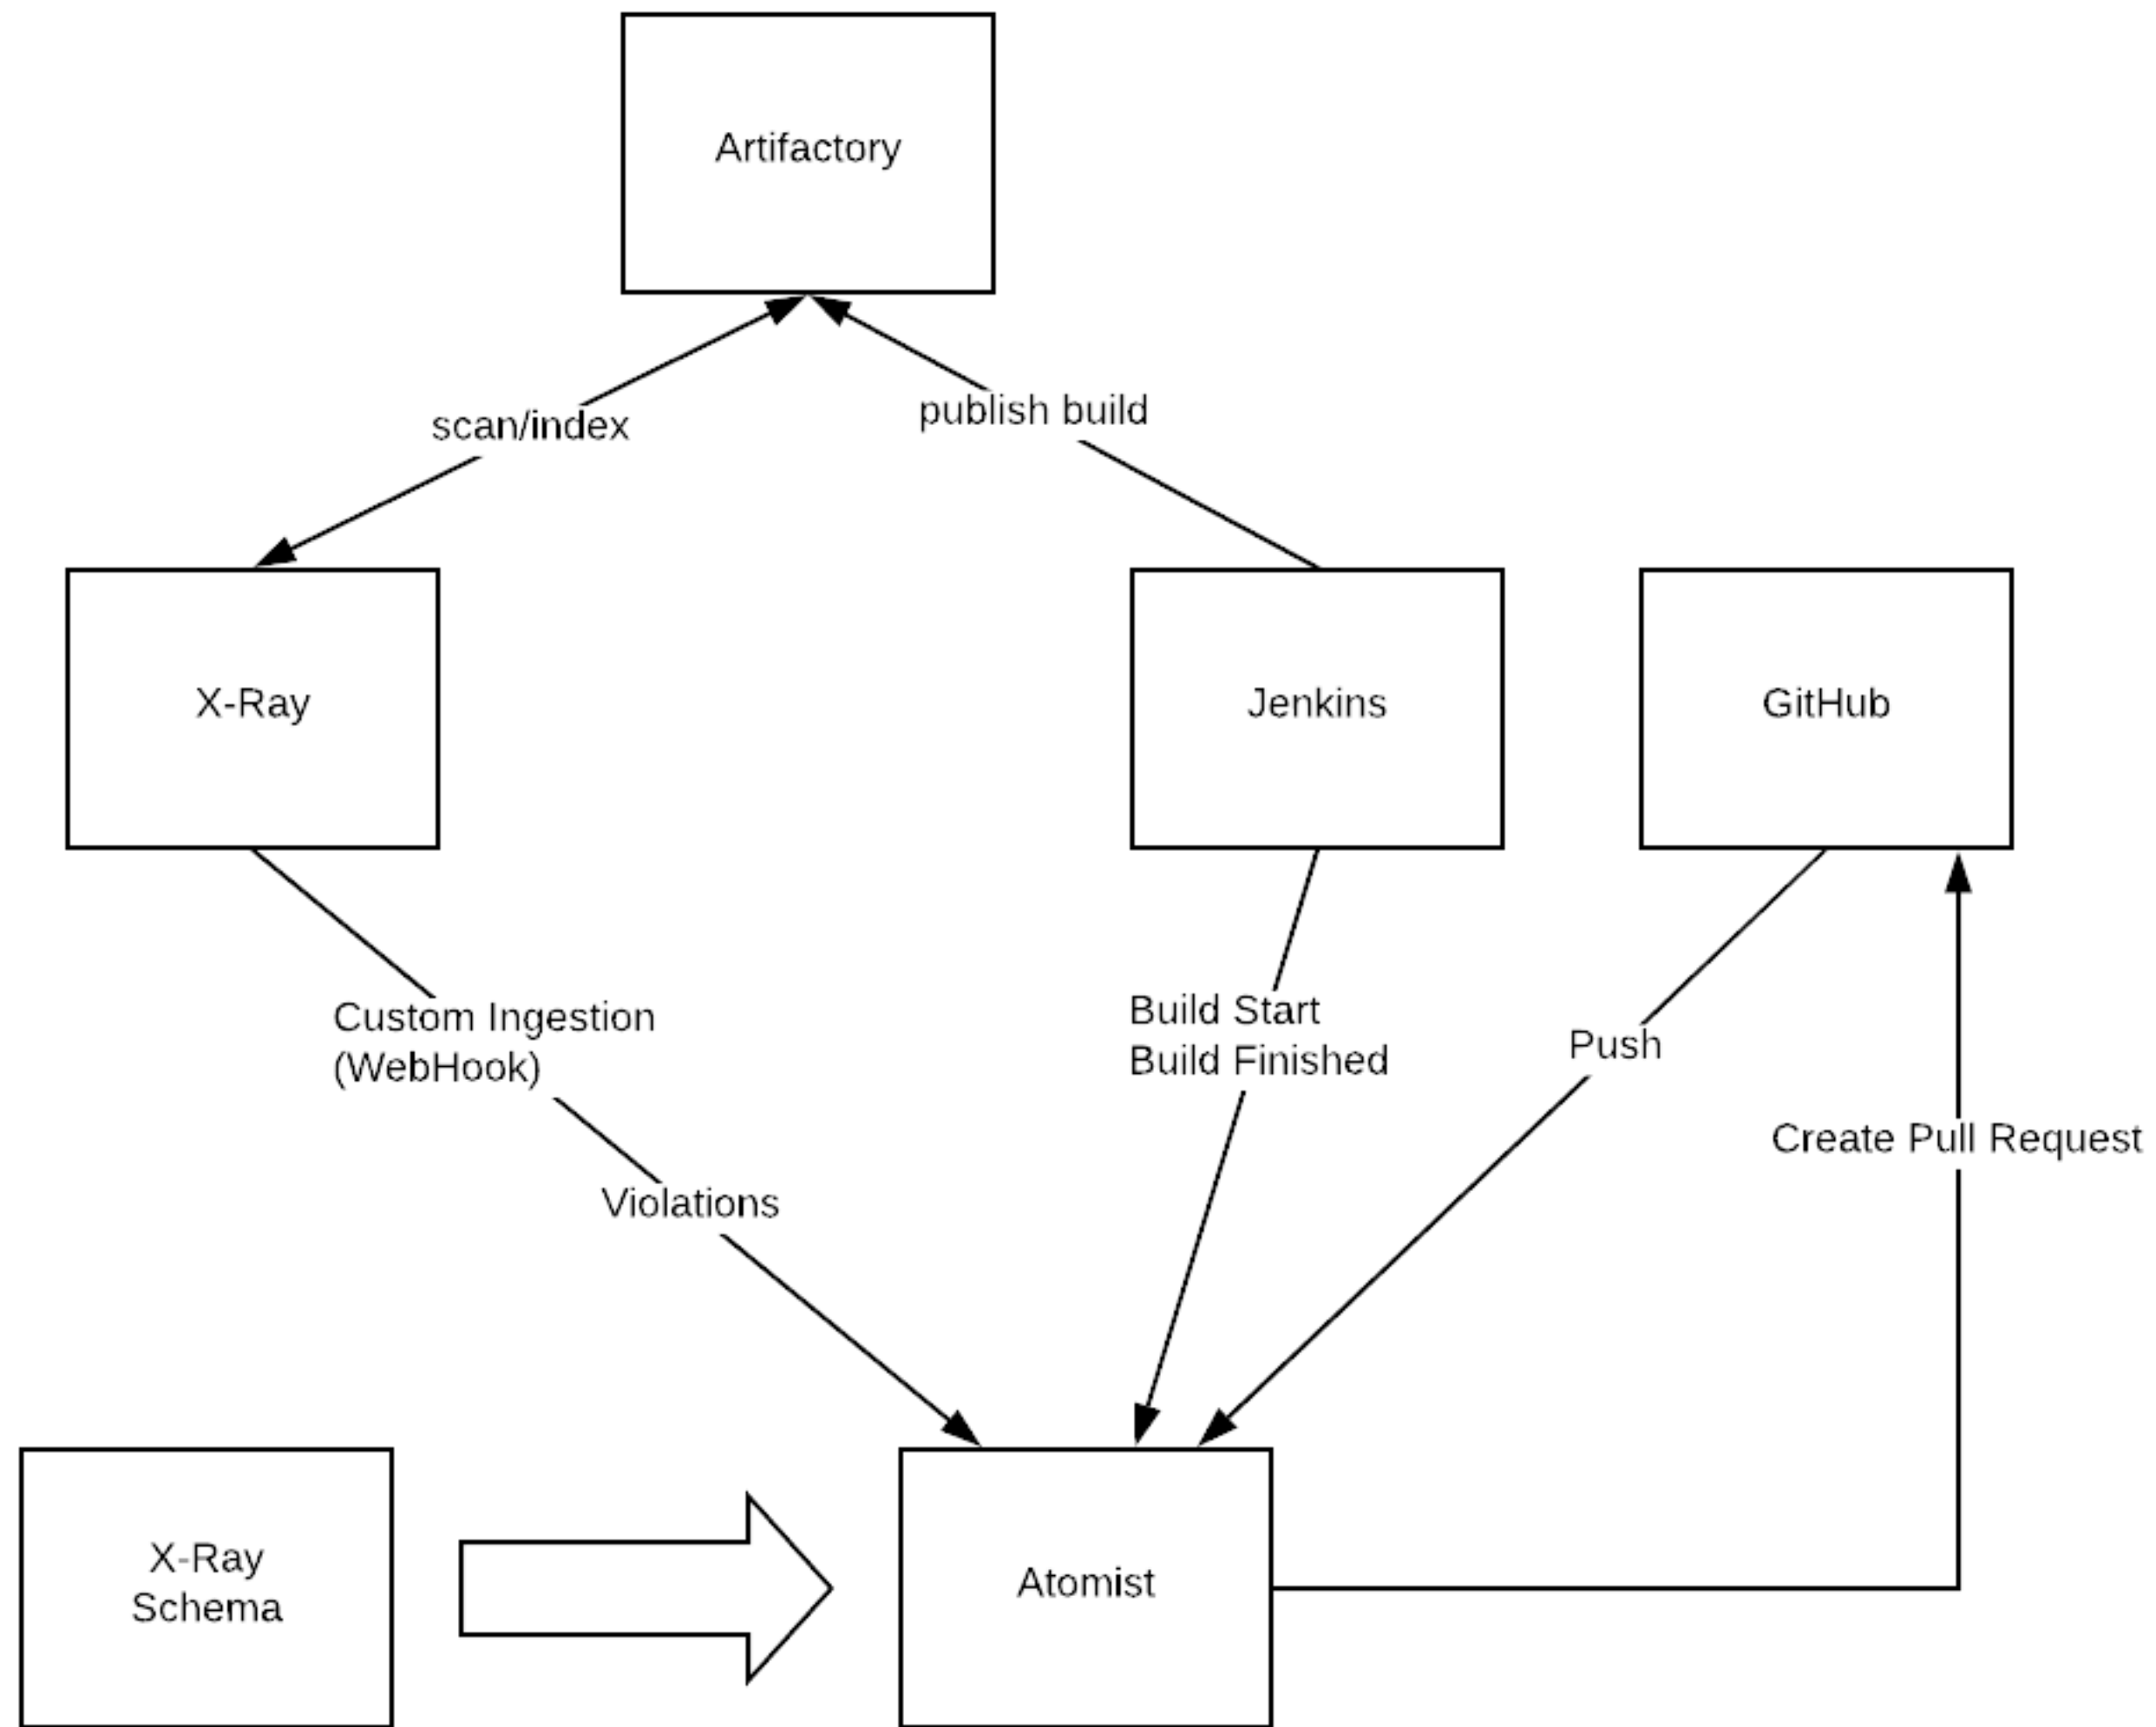 Artifactory
scan/index
publish build
X-Ray
Jenkins
GitHub
Custom Ingestion
(WebHook)
Build Start
Build Finished
Push
Create Pull Request
Violations
X-Ray
Schema
Atomist